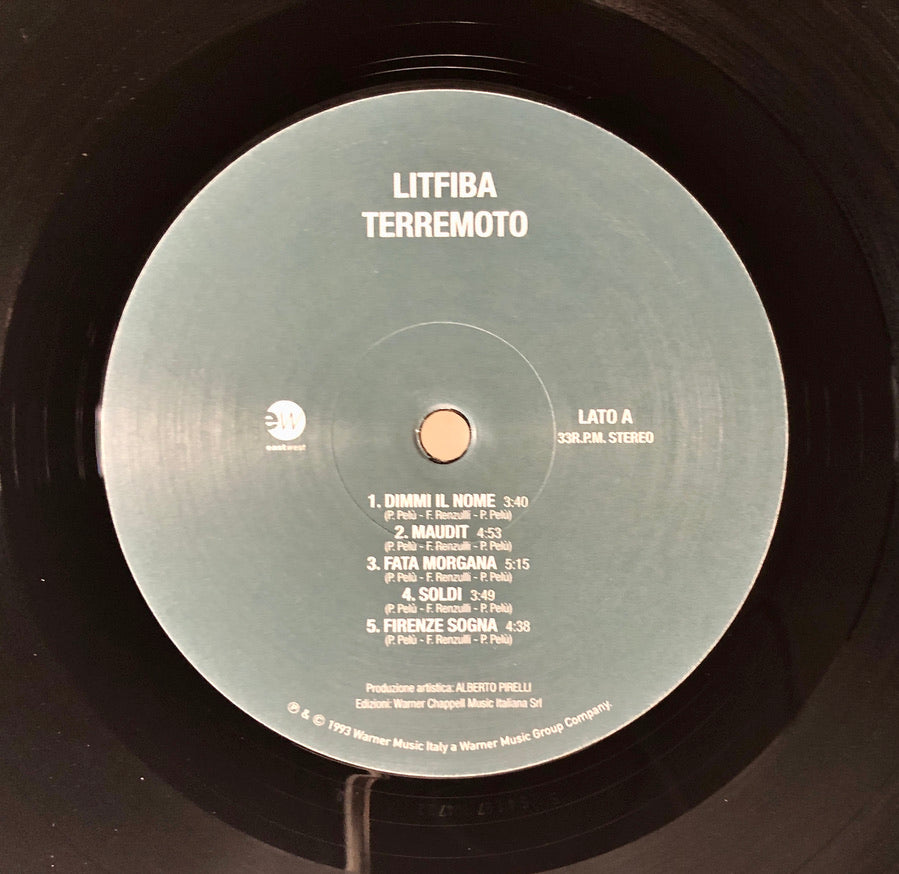 LITFIBA
TERREMOTO
ew
eastwest
LATO A
33R.P.M. STEREO
1. DIMMI IL NOME 3:40
(P. Pelù - F. Renzulli - P. Pelù)
2. MAUDIT 4:53
(P. Pelù - F. Renzulli - P. Pelù)
3. FATA MORGANA 5:15
(P. Pelù - F. Renzulli - P. Pelù)
4. SOLDI 3:49
(P. Pelù - F. Renzulli - P. Pelù)
5. FIRENZE SOGNA 4:38
(P. Pelù - F. Renzulli - P. Pelù)
Produzione artistica: ALBERTO PIRELLI
Edizioni: Warner Chappell Music Italiana Srl
℗ & © 1993 Warner Music Italy a Warner Music Group Company.